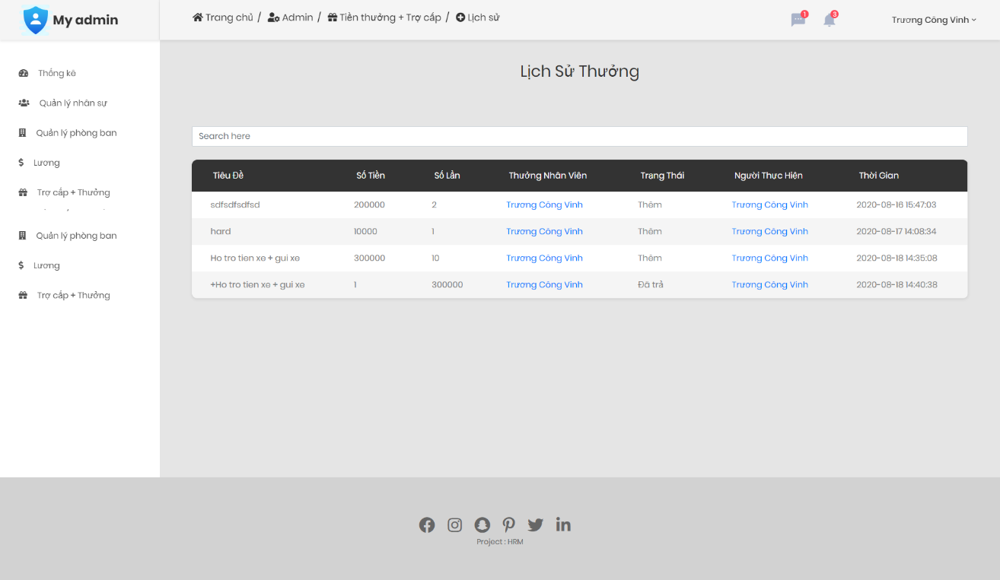 My admin
Trang chủ / Admin / Tiền thưởng + Trợ cấp / Lịch sử
1
3
Trương Công Vinh
Thống kê
Quản lý nhân sự
Quản lý phòng ban
$ Lương
Trợ cấp + Thưởng
Quản lý phòng ban
$ Lương
Trợ cấp + Thưởng
Lịch Sử Thưởng
Search here
Tiêu Đề Số Tiền Số Lần Thưởng Nhân Viên Trạng Thái Người Thực Hiện Thời Gian
sdfsdfsdfsd 200000 2 Trương Công Vinh Thêm Trương Công Vinh 2020-08-16 15:47:03
hard 10000 1 Trương Công Vinh Thêm Trương Công Vinh 2020-08-17 14:08:34
Ho tro tien xe + gui xe 300000 10 Trương Công Vinh Thêm Trương Công Vinh 2020-08-18 14:35:08
+Ho tro tien xe + gui xe 1 300000 Trương Công Vinh Đã trả Trương Công Vinh 2020-08-18 14:40:38
Project : HRM